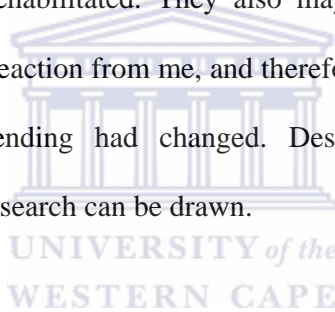 ehabilitated. They also may
eaction from me, and therefo
ending had changed. Des
search can be drawn.
UNIVERSITY of the
WESTERN CAPE